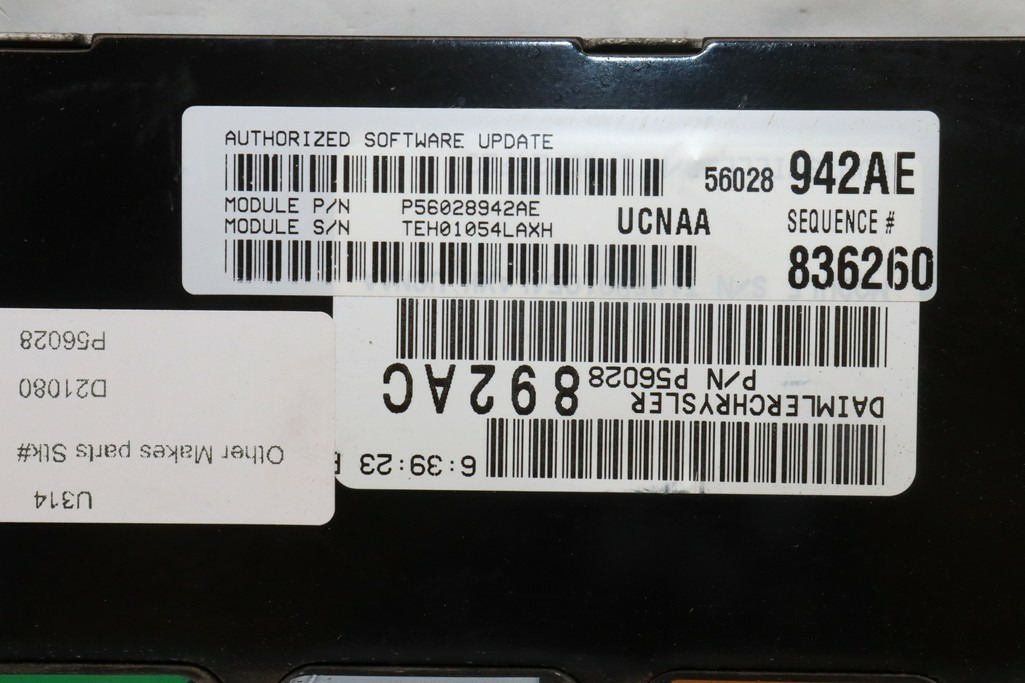 AUTHORIZED SOFTWARE UPDATE
56028 942AE
MODULE P/N P56028942AE
MODULE S/N TEH01054LAXH
UCNAA
SEQUENCE #
836260
DAIMLERCHRYSLER
P/N P56028 892AC
6:39:23
U314
Other Makes parts Stk#
D21080
P56028